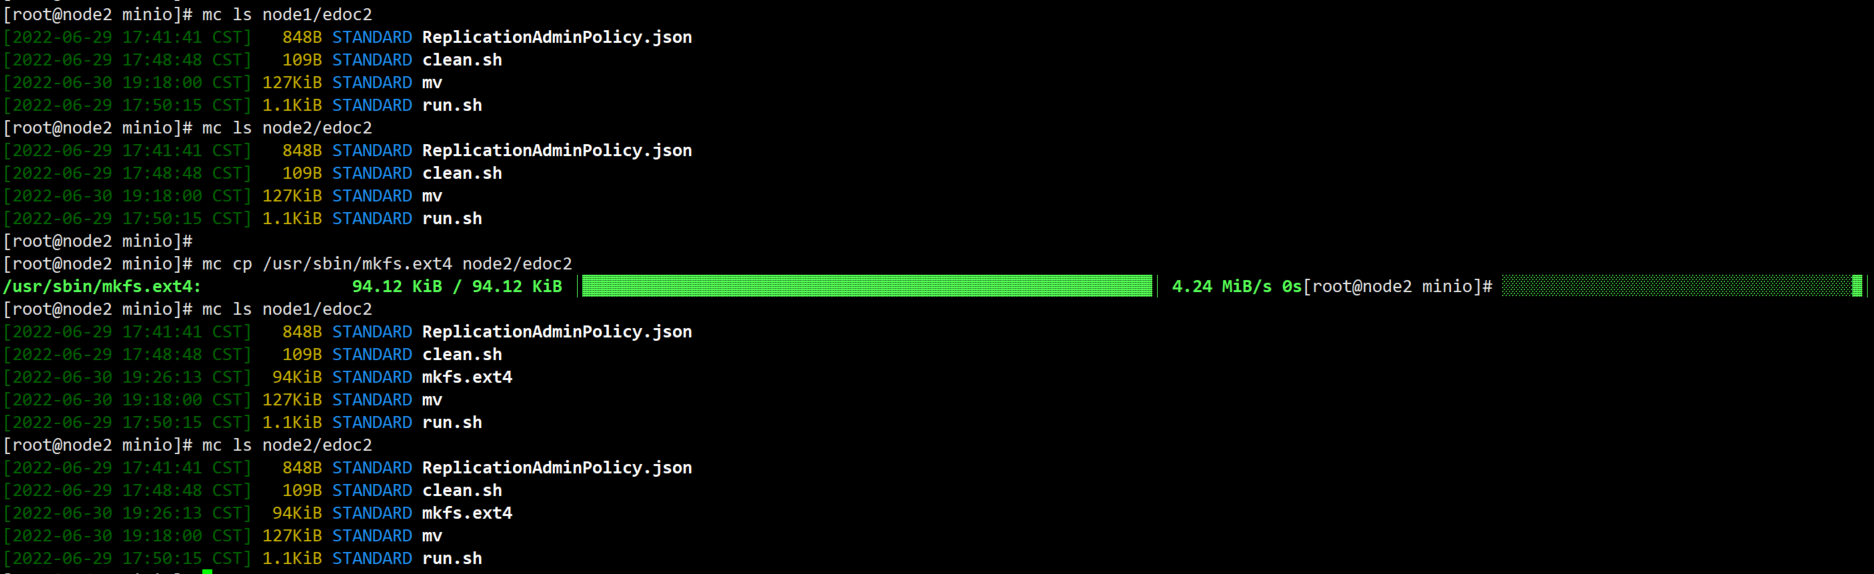 [root@node2 minio]# mc ls node1/edoc2
[2022-06-29 17:41:41 CST]   848B STANDARD ReplicationAdminPolicy.json
[2022-06-29 17:48:48 CST]   109B STANDARD clean.sh
[2022-06-30 19:18:00 CST] 127KiB STANDARD mv
[2022-06-29 17:50:15 CST] 1.1KiB STANDARD run.sh
[root@node2 minio]# mc ls node2/edoc2
[2022-06-29 17:41:41 CST]   848B STANDARD ReplicationAdminPolicy.json
[2022-06-29 17:48:48 CST]   109B STANDARD clean.sh
[2022-06-30 19:18:00 CST] 127KiB STANDARD mv
[2022-06-29 17:50:15 CST] 1.1KiB STANDARD run.sh
[root@node2 minio]#
[root@node2 minio]# mc cp /usr/sbin/mkfs.ext4 node2/edoc2
/usr/sbin/mkfs.ext4:               94.12 KiB / 94.12 KiB 4.24 MiB/s 0s[root@node2 minio]#
[root@node2 minio]# mc ls node1/edoc2
[2022-06-29 17:41:41 CST]   848B STANDARD ReplicationAdminPolicy.json
[2022-06-29 17:48:48 CST]   109B STANDARD clean.sh
[2022-06-30 19:26:13 CST]  94KiB STANDARD mkfs.ext4
[2022-06-30 19:18:00 CST] 127KiB STANDARD mv
[2022-06-29 17:50:15 CST] 1.1KiB STANDARD run.sh
[root@node2 minio]# mc ls node2/edoc2
[2022-06-29 17:41:41 CST]   848B STANDARD ReplicationAdminPolicy.json
[2022-06-29 17:48:48 CST]   109B STANDARD clean.sh
[2022-06-30 19:26:13 CST]  94KiB STANDARD mkfs.ext4
[2022-06-30 19:18:00 CST] 127KiB STANDARD mv
[2022-06-29 17:50:15 CST] 1.1KiB STANDARD run.sh